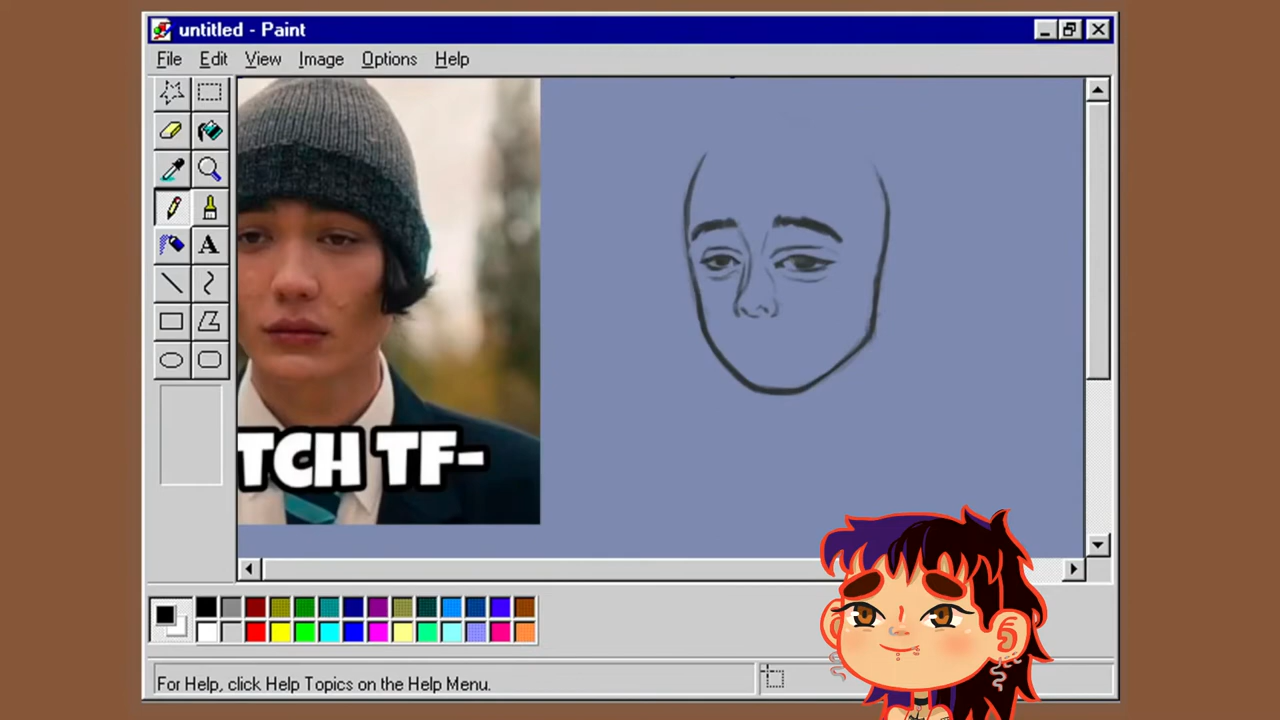 untitled - Paint
File Edit View Image Options Help
A
TCH TF-
For Help, click Help Topics on the Help Menu.